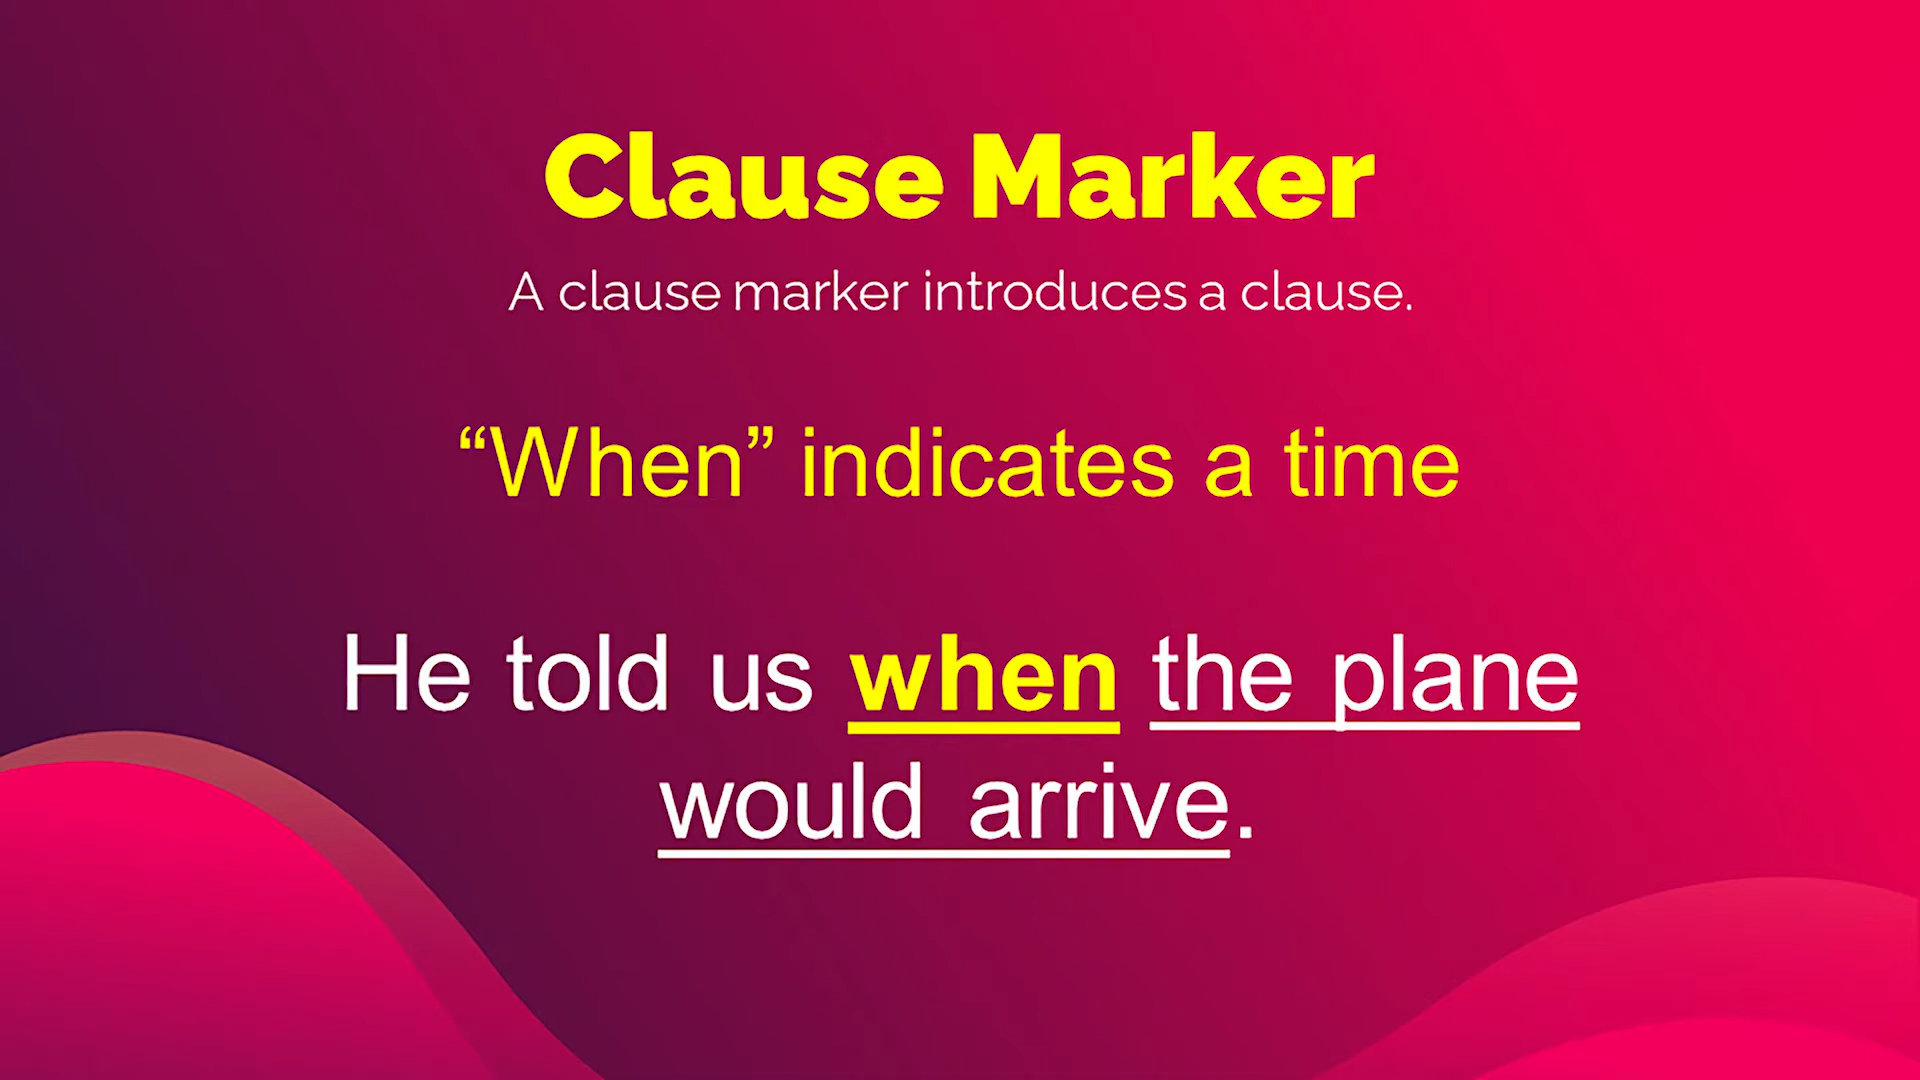 Clause Marker
A clause marker introduces a clause.
“When” indicates a time
He told us when the plane
would arrive.